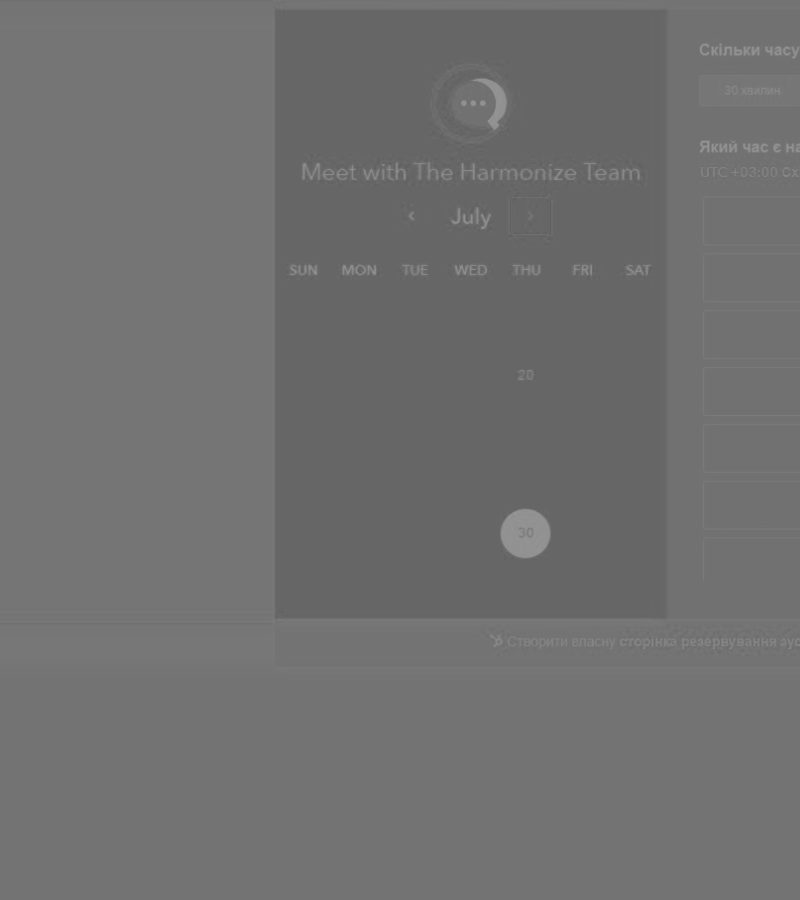 Meet with The Harmonize Team
July
SUN MON TUE WED THU FRI SAT
20
30
Скільки часу
30 хвилин
Який час є на
UTC +03:00 Сх
Створити власну сторінка резервування зус